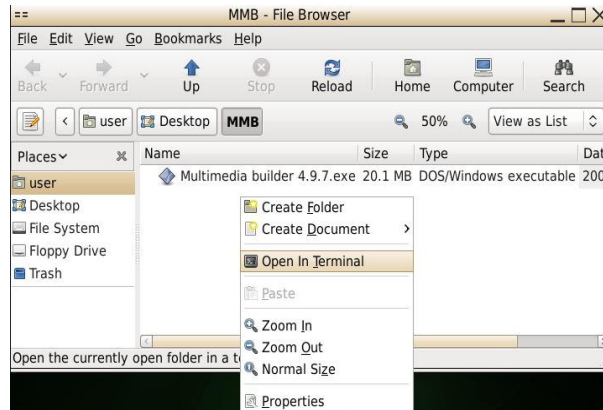 MMB - File Browser
File Edit View Go Bookmarks Help
Back Forward Up Stop Reload Home Computer Search
user Desktop MMB 50% View as List
Places Name Size Type Dat
user Multimedia builder 4.9.7.exe 20.1 MB DOS/Windows executable 200
Desktop
File System
Floppy Drive
Trash
Create Folder
Create Document
Open In Terminal
Paste
Zoom In
Zoom Out
Normal Size
Properties
Open the currently open folder in a t